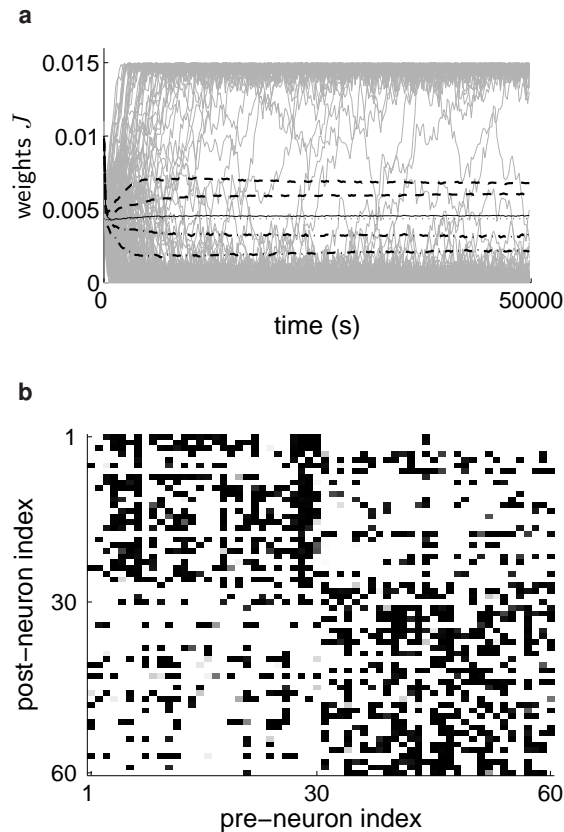 a
0.015
0.01
0.005
0
weights J
0
50000
time (s)
b
1
30
60
post−neuron index
1
30
60
pre−neuron index